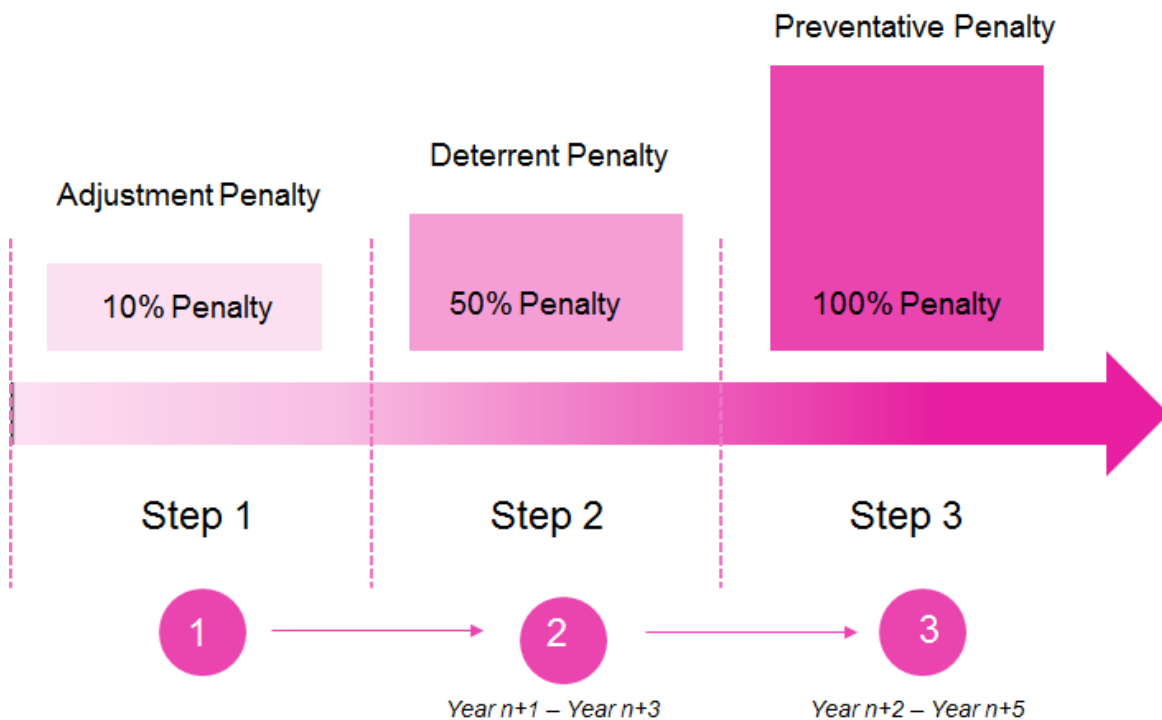 Preventative Penalty
Deterrent Penalty
Adjustment Penalty
10% Penalty
50% Penalty
100% Penalty
Step 1
Step 2
Step 3
1
2
3
Year n+1 – Year n+3
Year n+2 – Year n+5